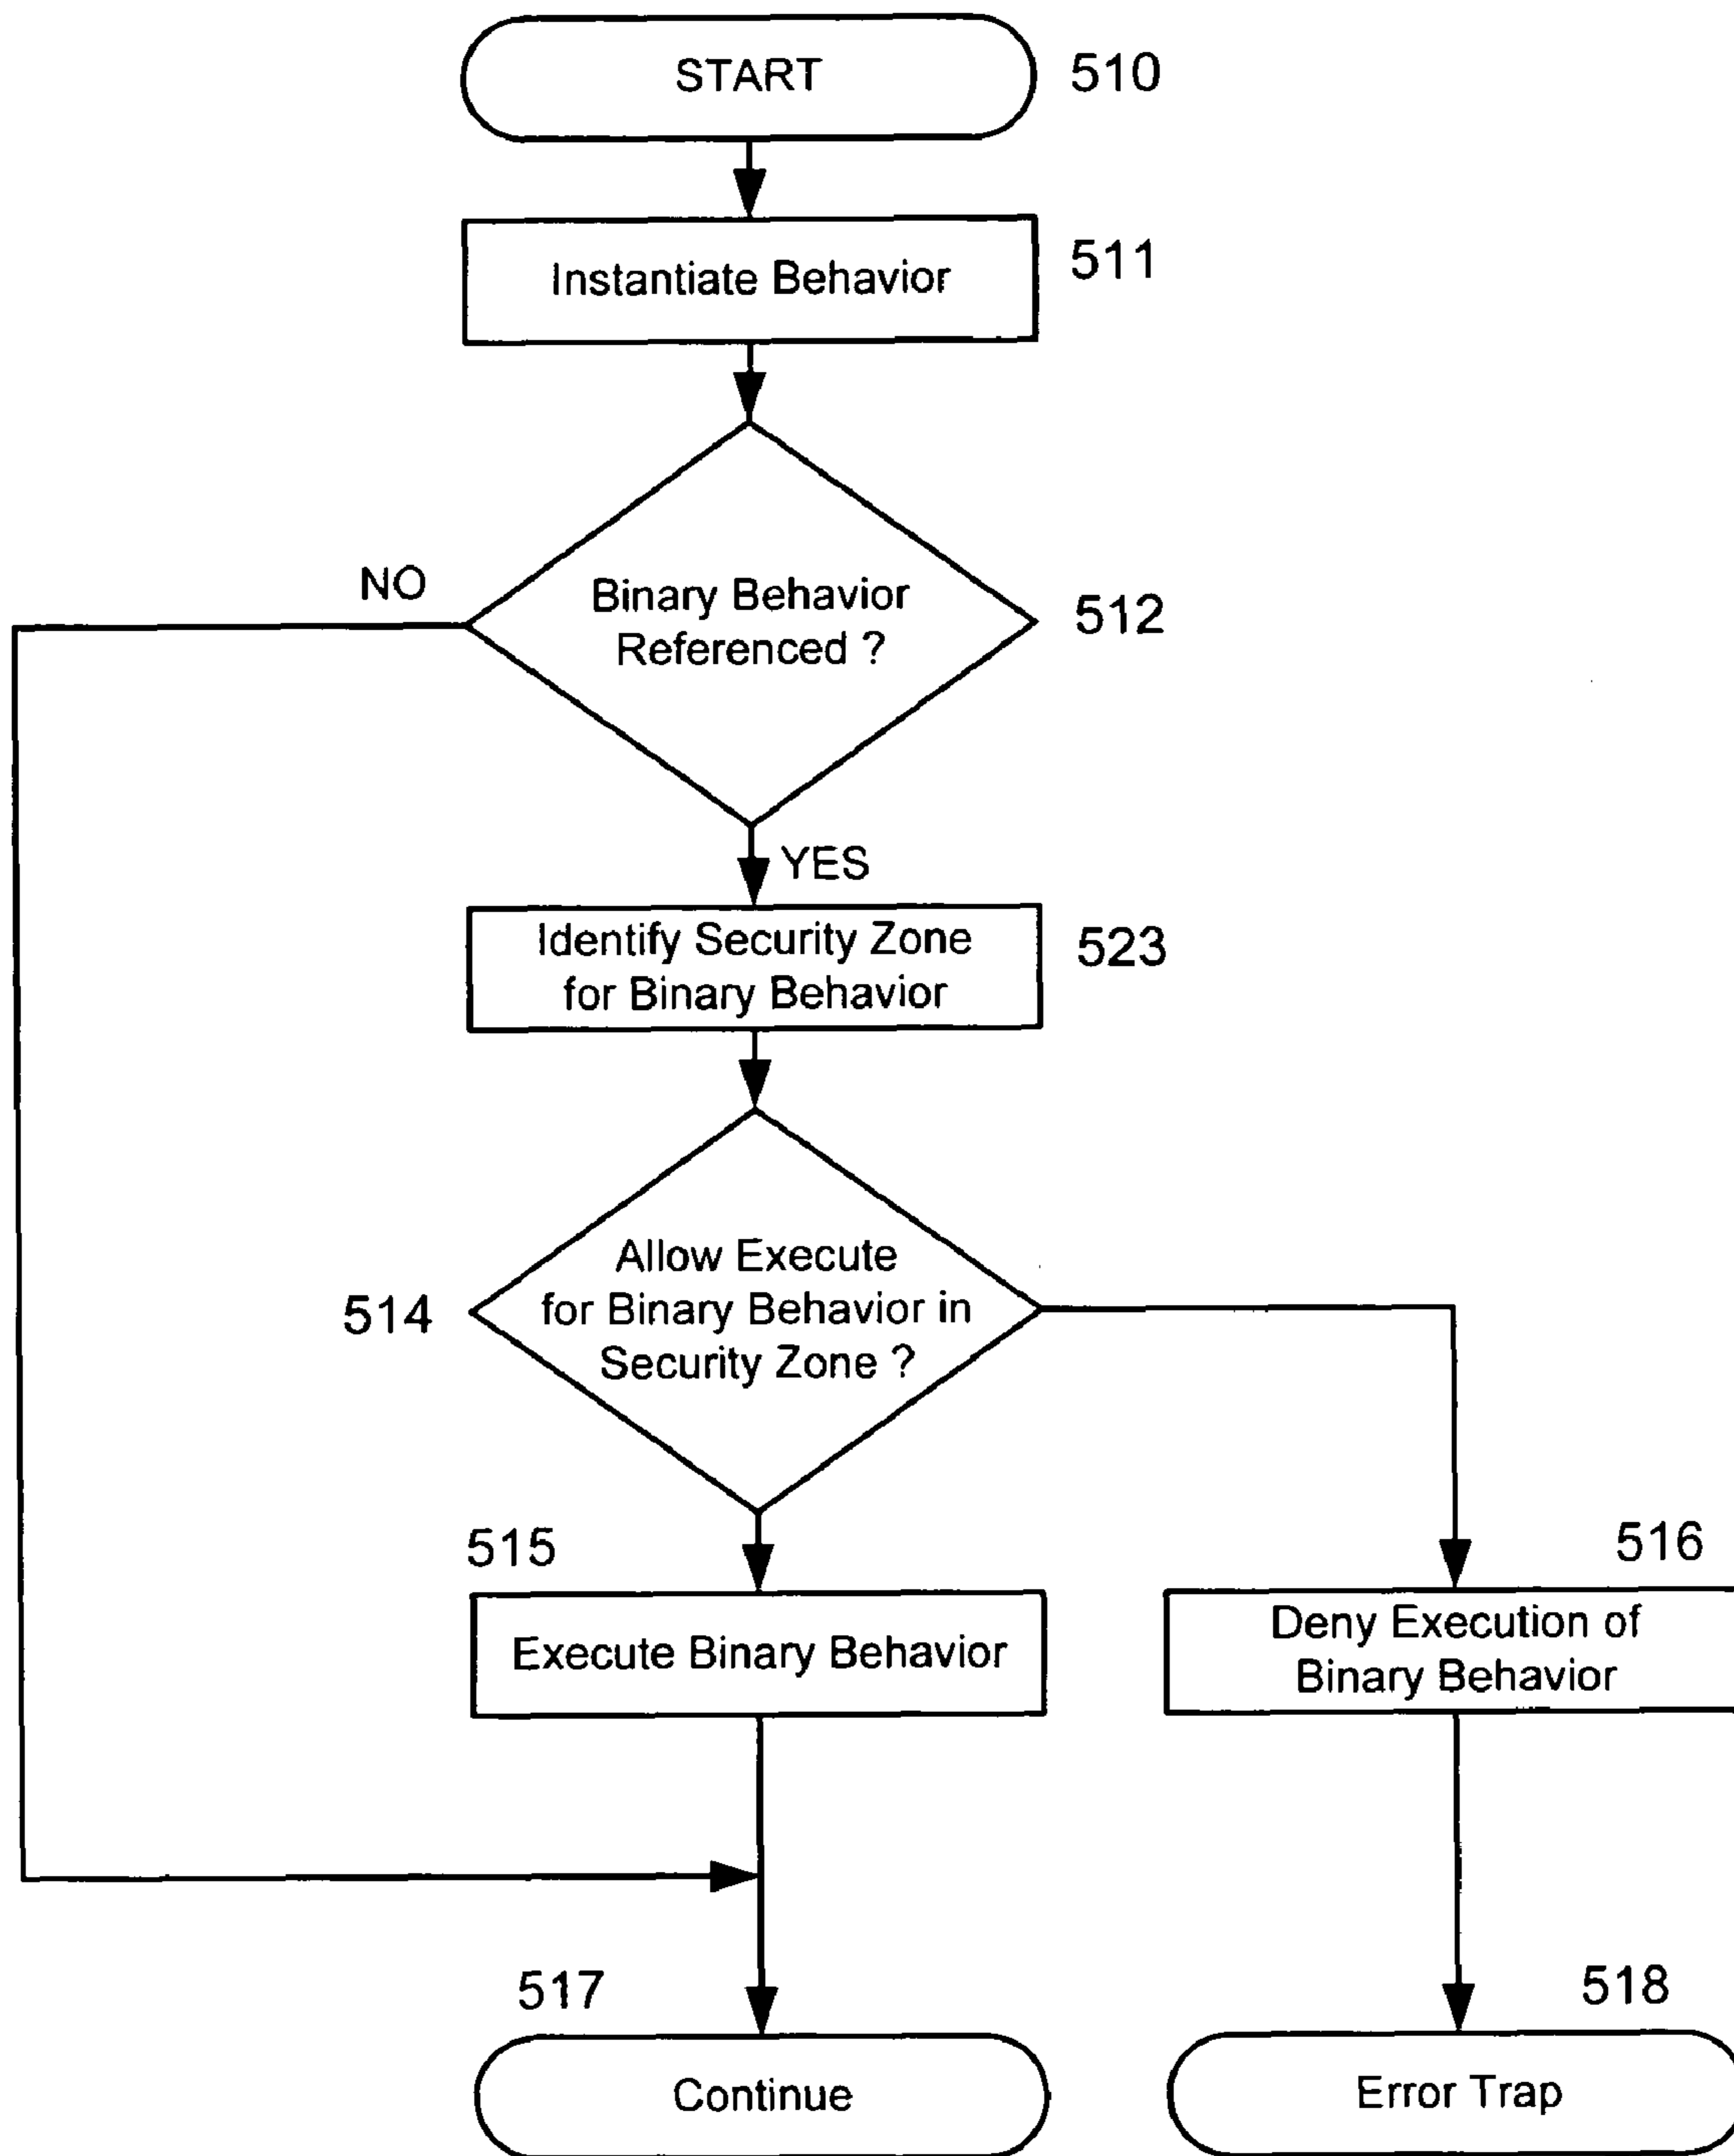 START
510
Instantiate Behavior
511
NO
Binary Behavior
Referenced ?
512
YES
Identify Security Zone
for Binary Behavior
523
Allow Execute
for Binary Behavior in
Security Zone ?
514
515
516
Execute Binary Behavior
Deny Execution of
Binary Behavior
517
518
Continue
Error Trap